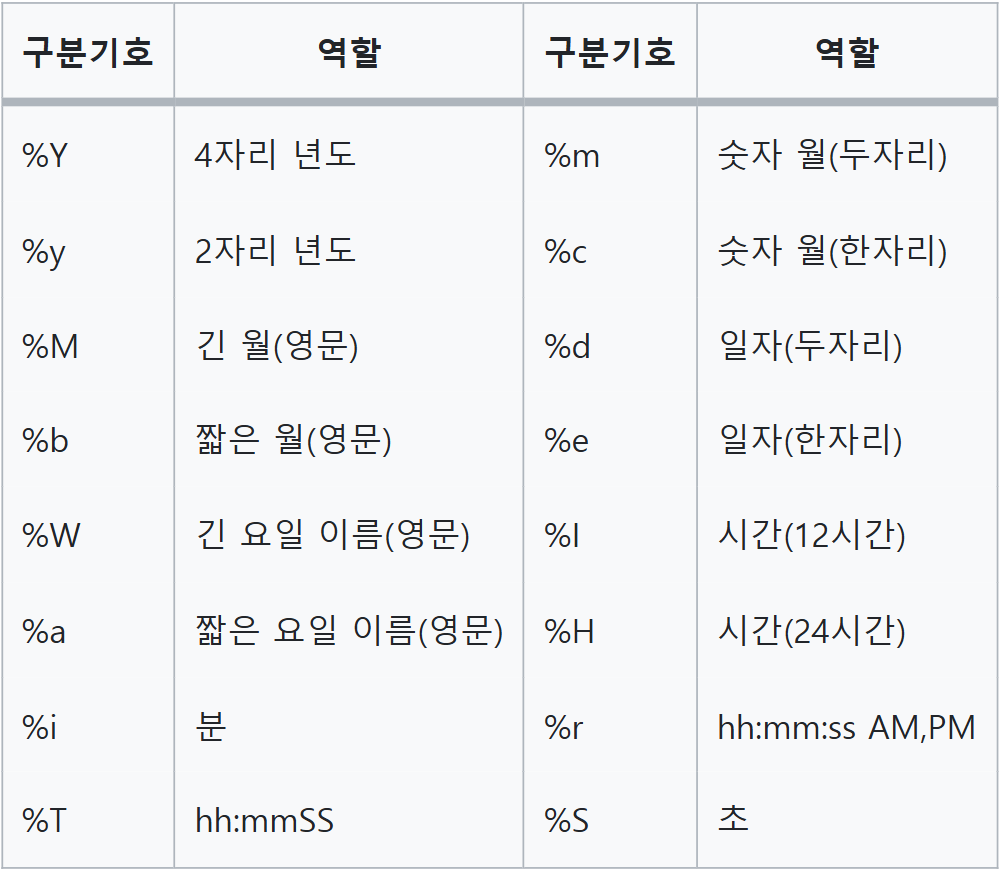 구분기호 역할 구분기호 역할
%Y 4자리 년도 %m 숫자 월(두자리)
%y 2자리 년도 %c 숫자 월(한자리)
%M 긴 월(영문) %d 일자(두자리)
%b 짧은 월(영문) %e 일자(한자리)
%W 긴 요일 이름(영문) %I 시간(12시간)
%a 짧은 요일 이름(영문) %H 시간(24시간)
%i 분 %r hh:mm:ss AM,PM
%T hh:mmSS %S 초